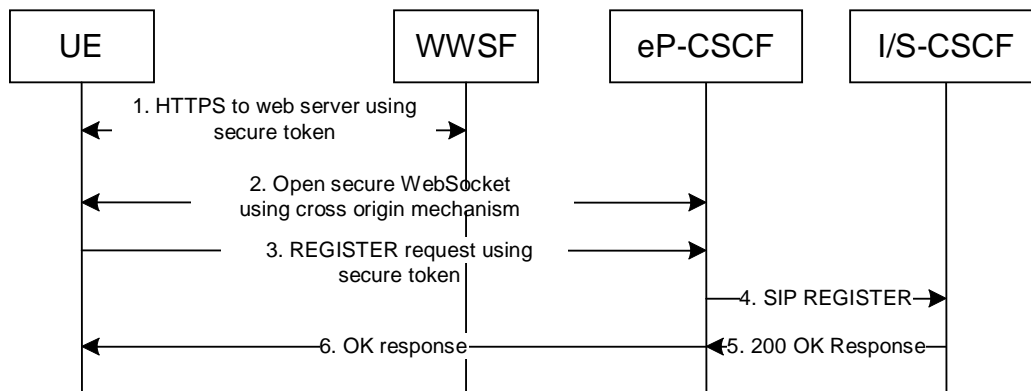 UE
WWSF
eP-CSCF
I/S-CSCF
1. HTTPS to web server using
secure token
2. Open secure WebSocket
using cross origin mechanism
3. REGISTER request using
secure token
4. SIP REGISTER
6. OK response
5. 200 OK Response